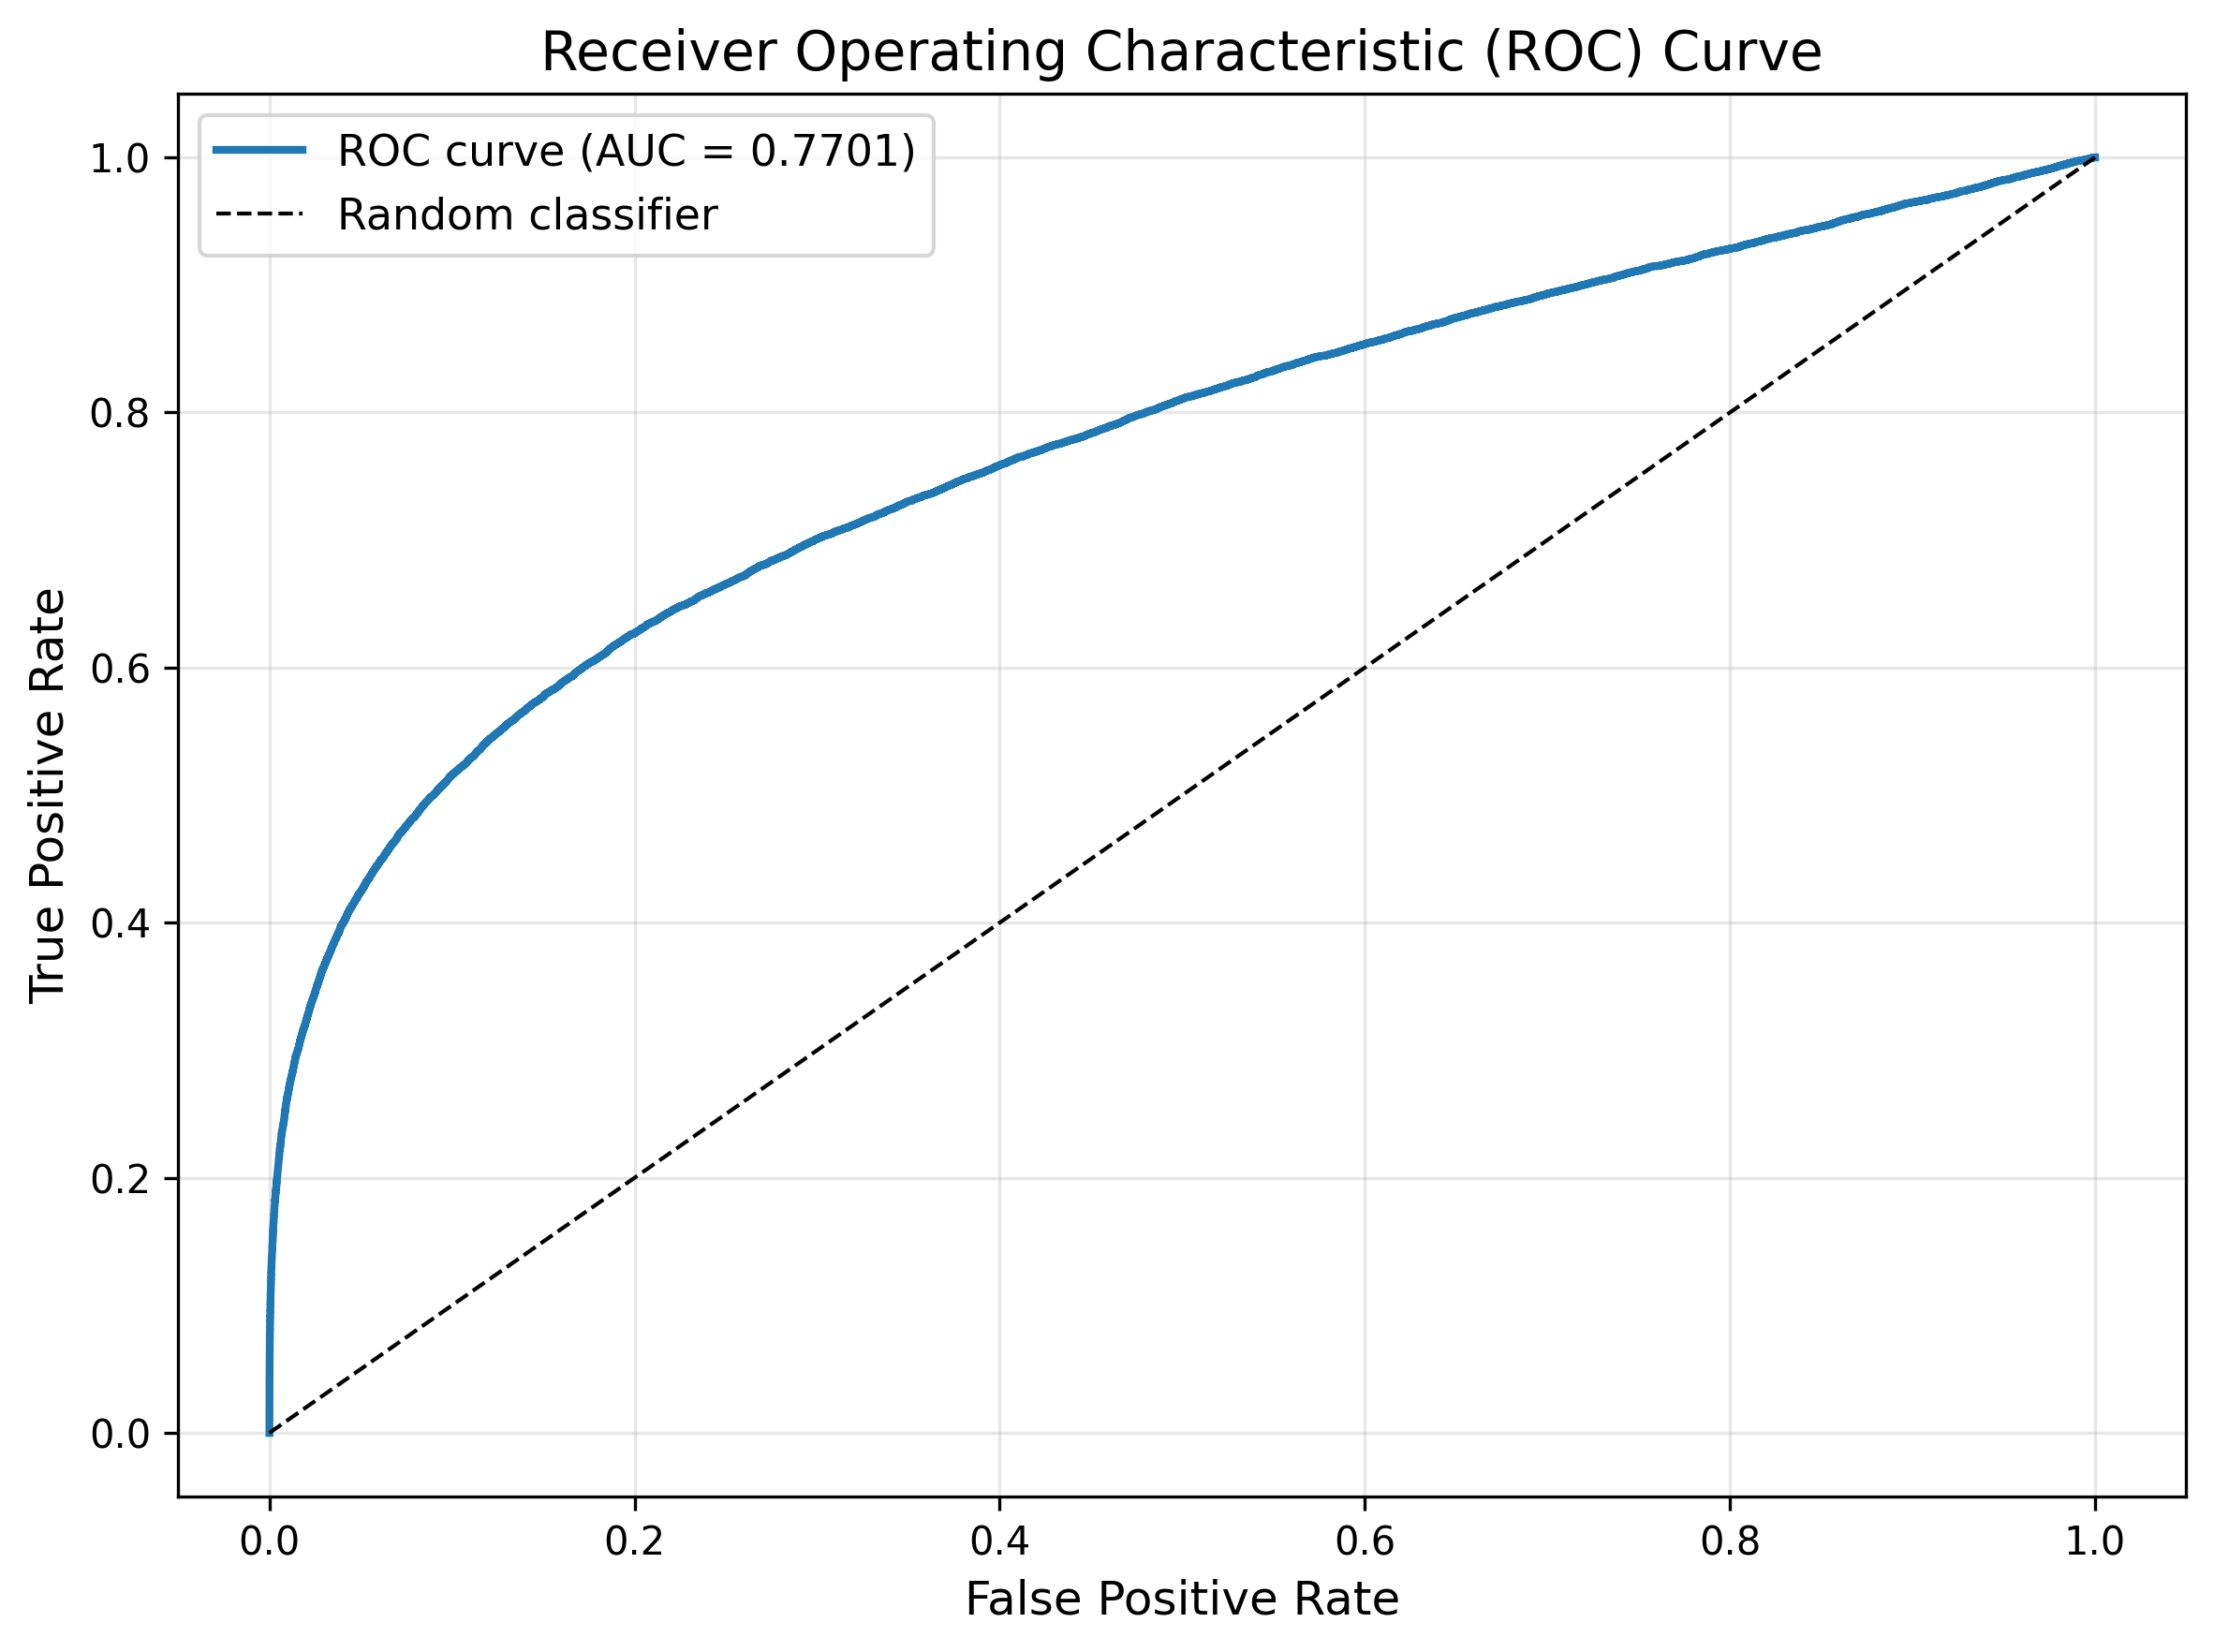 Receiver Operating Characteristic (ROC) Curve
ROC curve (AUC = 0.7701)
Random classifier
True Positive Rate
1.0
0.8
0.6
0.4
0.2
0.0
0.0 0.2 0.4 0.6 0.8 1.0
False Positive Rate